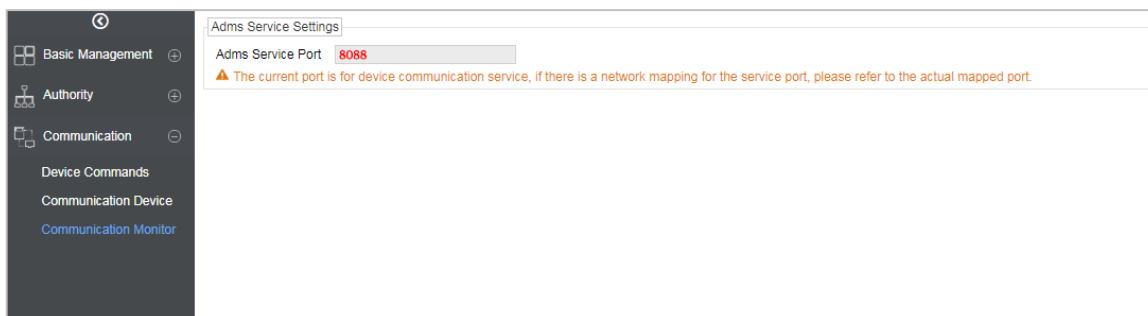 Basic Management
Authority
Communication
Device Commands
Communication Device
Communication Monitor
Adms Service Settings
Adms Service Port 8088
The current port is for device communication service, if there is a network mapping for the service port, please refer to the actual mapped port.